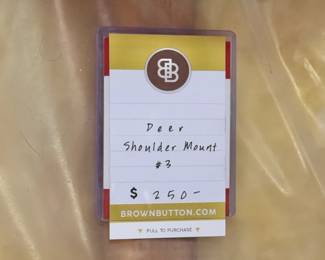 BB
Deer
Shoulder Mount
#3
$ 250-
BROWNBUTTON.COM
PULL TO PURCHASE